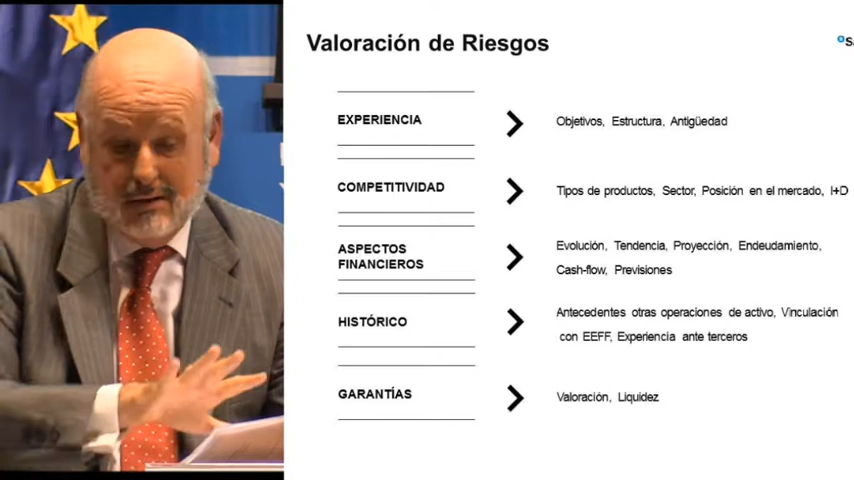 Valoración de Riesgos
EXPERIENCIA
Objetivos, Estructura, Antigüedad
COMPETITIVIDAD
Tipos de productos, Sector, Posición en el mercado, I+D
ASPECTOS
FINANCIEROS
Evolución, Tendencia, Proyección, Endeudamiento,
Cash-flow, Previsiones
HISTÓRICO
Antecedentes otras operaciones de activo, Vinculación
con EEFF, Experiencia ante terceros
GARANTÍAS
Valoración, Liquidez